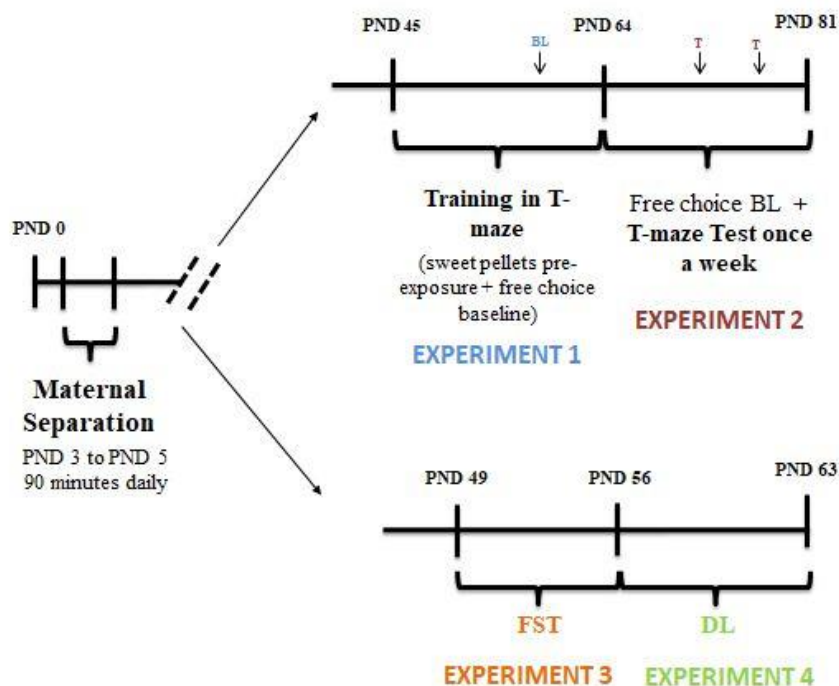 PND 0
Maternal
Separation
PND 3 to PND 5
90 minutes daily
PND 45
BL
PND 64
T
T
PND 81
Training in T-
maze
(sweet pellets pre-
exposure + free choice
baseline)
EXPERIMENT 1
Free choice BL +
T-maze Test once
a week
EXPERIMENT 2
PND 49
PND 56
PND 63
FST
DL
EXPERIMENT 3
EXPERIMENT 4